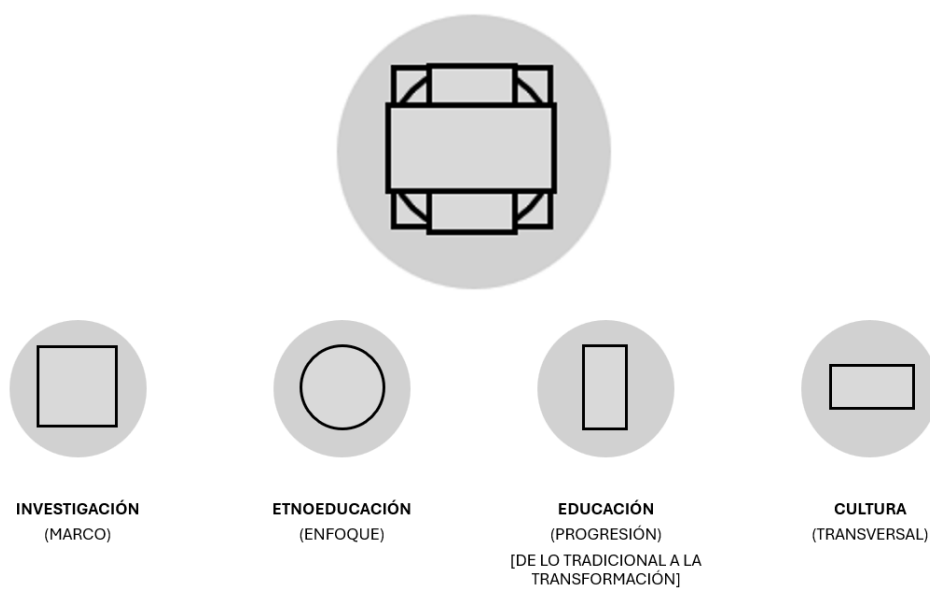 INVESTIGACIÓN
(MARCO)
ETNOEDUCACIÓN
(ENFOQUE)
EDUCACIÓN
(PROGRESIÓN)
[DE LO TRADICIONAL A LA
TRANSFORMACIÓN]
CULTURA
(TRANSVERSAL)